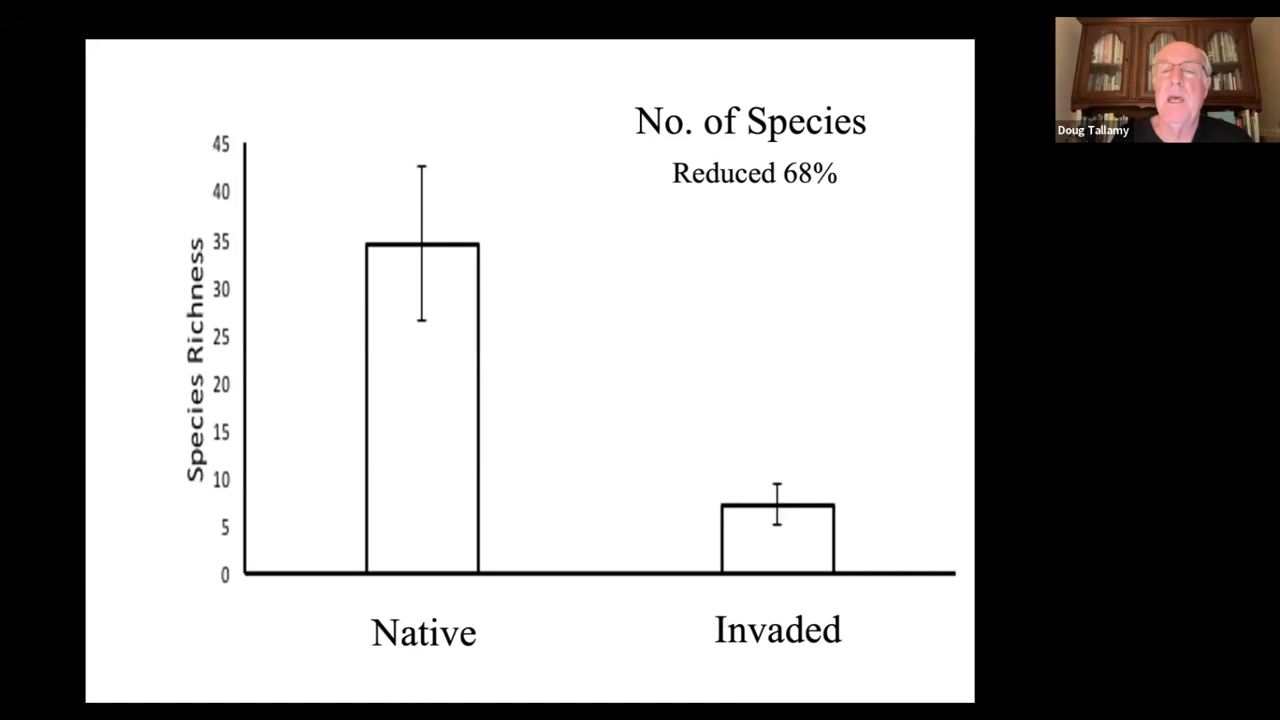 No. of Species
Reduced 68%
Doug Tallamy
Species Richness
45
40
35
30
25
20
15
10
5
0
Native
Invaded